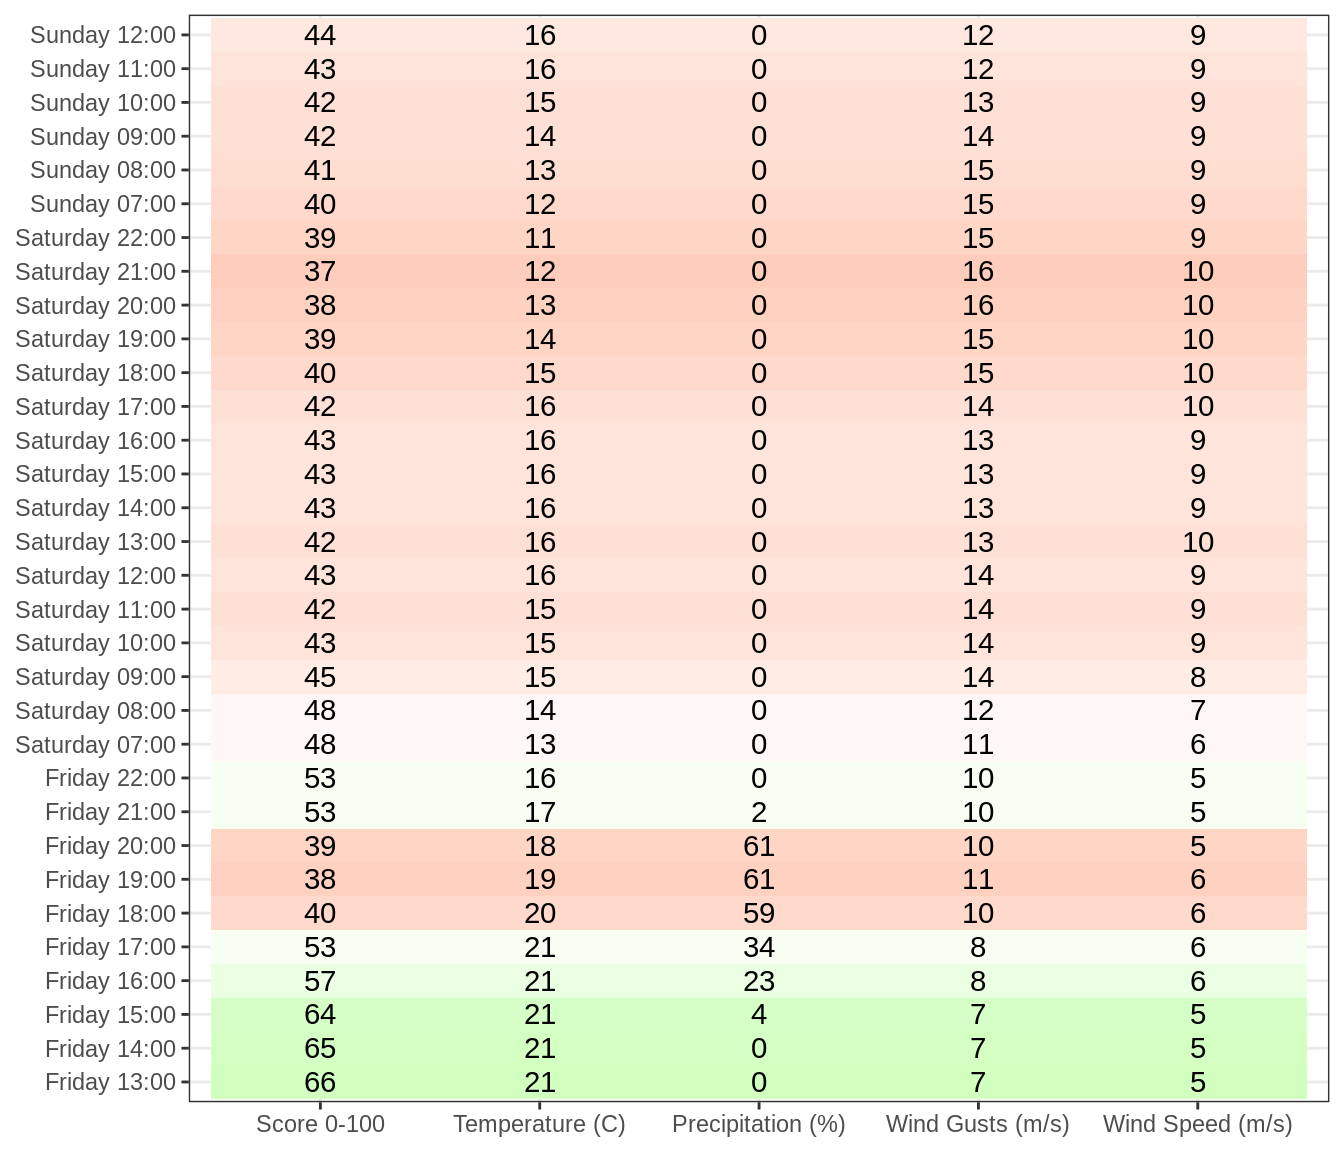 Sunday 12:00 44 16 0 12 9
Sunday 11:00 43 16 0 12 9
Sunday 10:00 42 15 0 13 9
Sunday 09:00 42 14 0 14 9
Sunday 08:00 41 13 0 15 9
Sunday 07:00 40 12 0 15 9
Saturday 22:00 39 11 0 15 9
Saturday 21:00 37 12 0 16 10
Saturday 20:00 38 13 0 16 10
Saturday 19:00 39 14 0 15 10
Saturday 18:00 40 15 0 15 10
Saturday 17:00 42 16 0 14 10
Saturday 16:00 43 16 0 13 9
Saturday 15:00 43 16 0 13 9
Saturday 14:00 43 16 0 13 9
Saturday 13:00 42 16 0 13 10
Saturday 12:00 43 16 0 14 9
Saturday 11:00 42 15 0 14 9
Saturday 10:00 43 15 0 14 9
Saturday 09:00 45 15 0 14 8
Saturday 08:00 48 14 0 12 7
Saturday 07:00 48 13 0 11 6
Friday 22:00 53 16 0 10 5
Friday 21:00 53 17 2 10 5
Friday 20:00 39 18 61 10 5
Friday 19:00 38 19 61 11 6
Friday 18:00 40 20 59 10 6
Friday 17:00 53 21 34 8 6
Friday 16:00 57 21 23 8 6
Friday 15:00 64 21 4 7 5
Friday 14:00 65 21 0 7 5
Friday 13:00 66 21 0 7 5
Score 0-100 Temperature (C) Precipitation (%) Wind Gusts (m/s) Wind Speed (m/s)